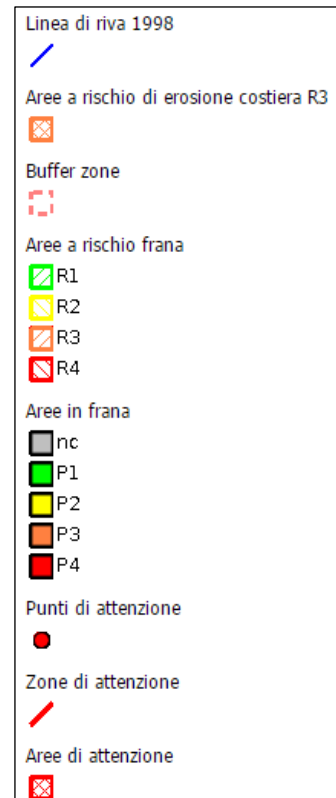 Linea di riva 1998
Aree a rischio di erosione costiera R3
Buffer zone
Aree a rischio frana
R1
R2
R3
R4
Aree in frana
nc
P1
P2
P3
P4
Punti di attenzione
Zone di attenzione
Aree di attenzione